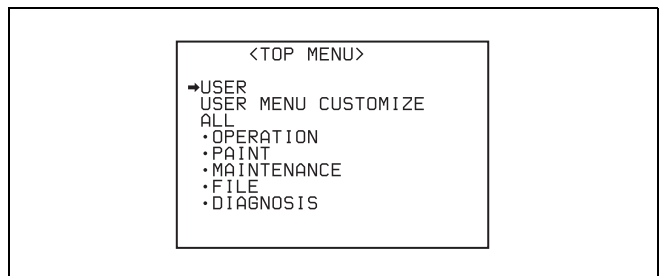 <TOP MENU>
➡USER
USER MENU CUSTOMIZE
ALL
·OPERATION
·PAINT
·MAINTENANCE
·FILE
·DIAGNOSIS